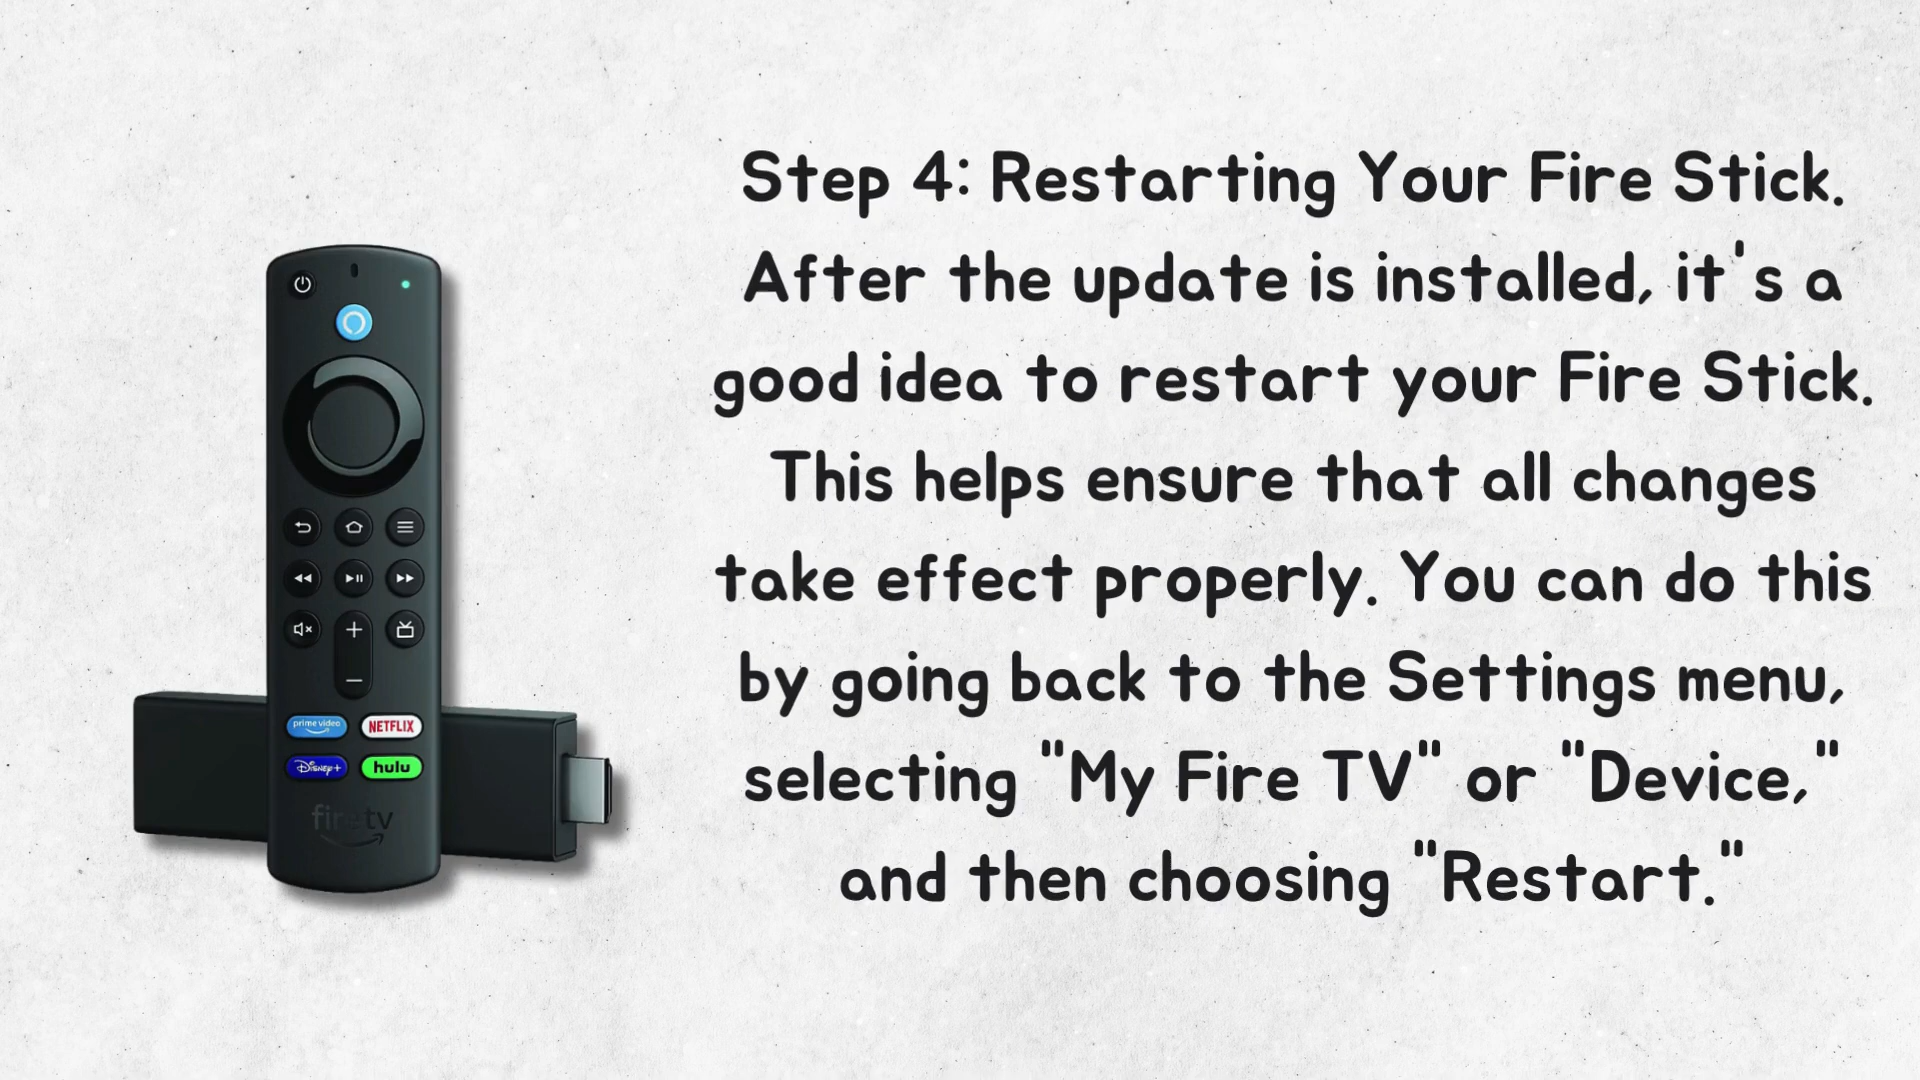 Step 4: Restarting Your Fire Stick.
After the update is installed, it's a
good idea to restart your Fire Stick.
This helps ensure that all changes
take effect properly. You can do this
by going back to the Settings menu,
selecting "My Fire TV" or "Device,"
and then choosing "Restart."
prime video
NETFLIX
Disney+
hulu
fire tv